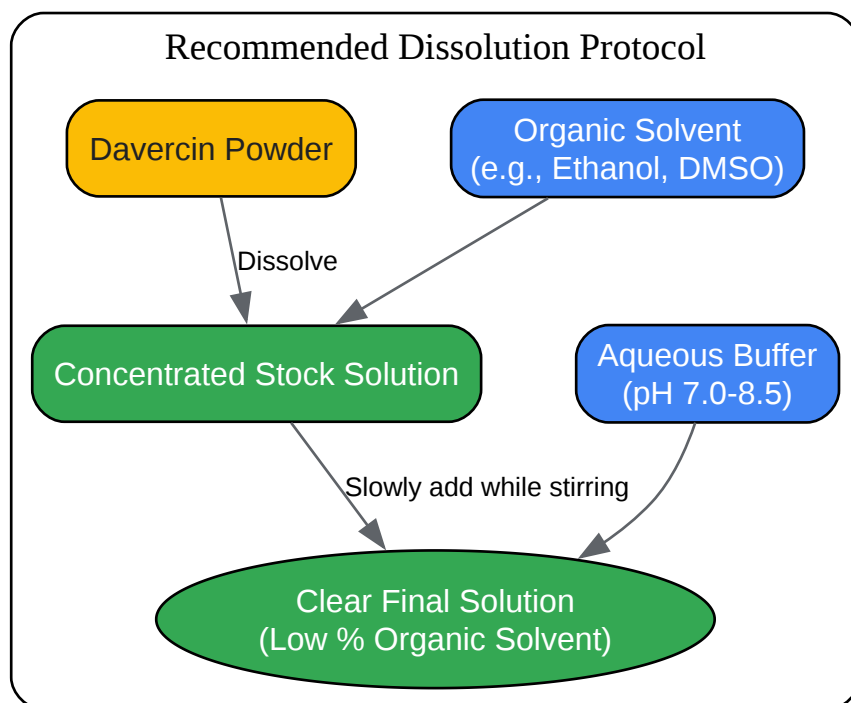 Recommended Dissolution Protocol
Davercin Powder
Organic Solvent
(e.g., Ethanol, DMSO)
Dissolve
Concentrated Stock Solution
Aqueous Buffer
(pH 7.0-8.5)
Slowly add while stirring
Clear Final Solution
(Low % Organic Solvent)